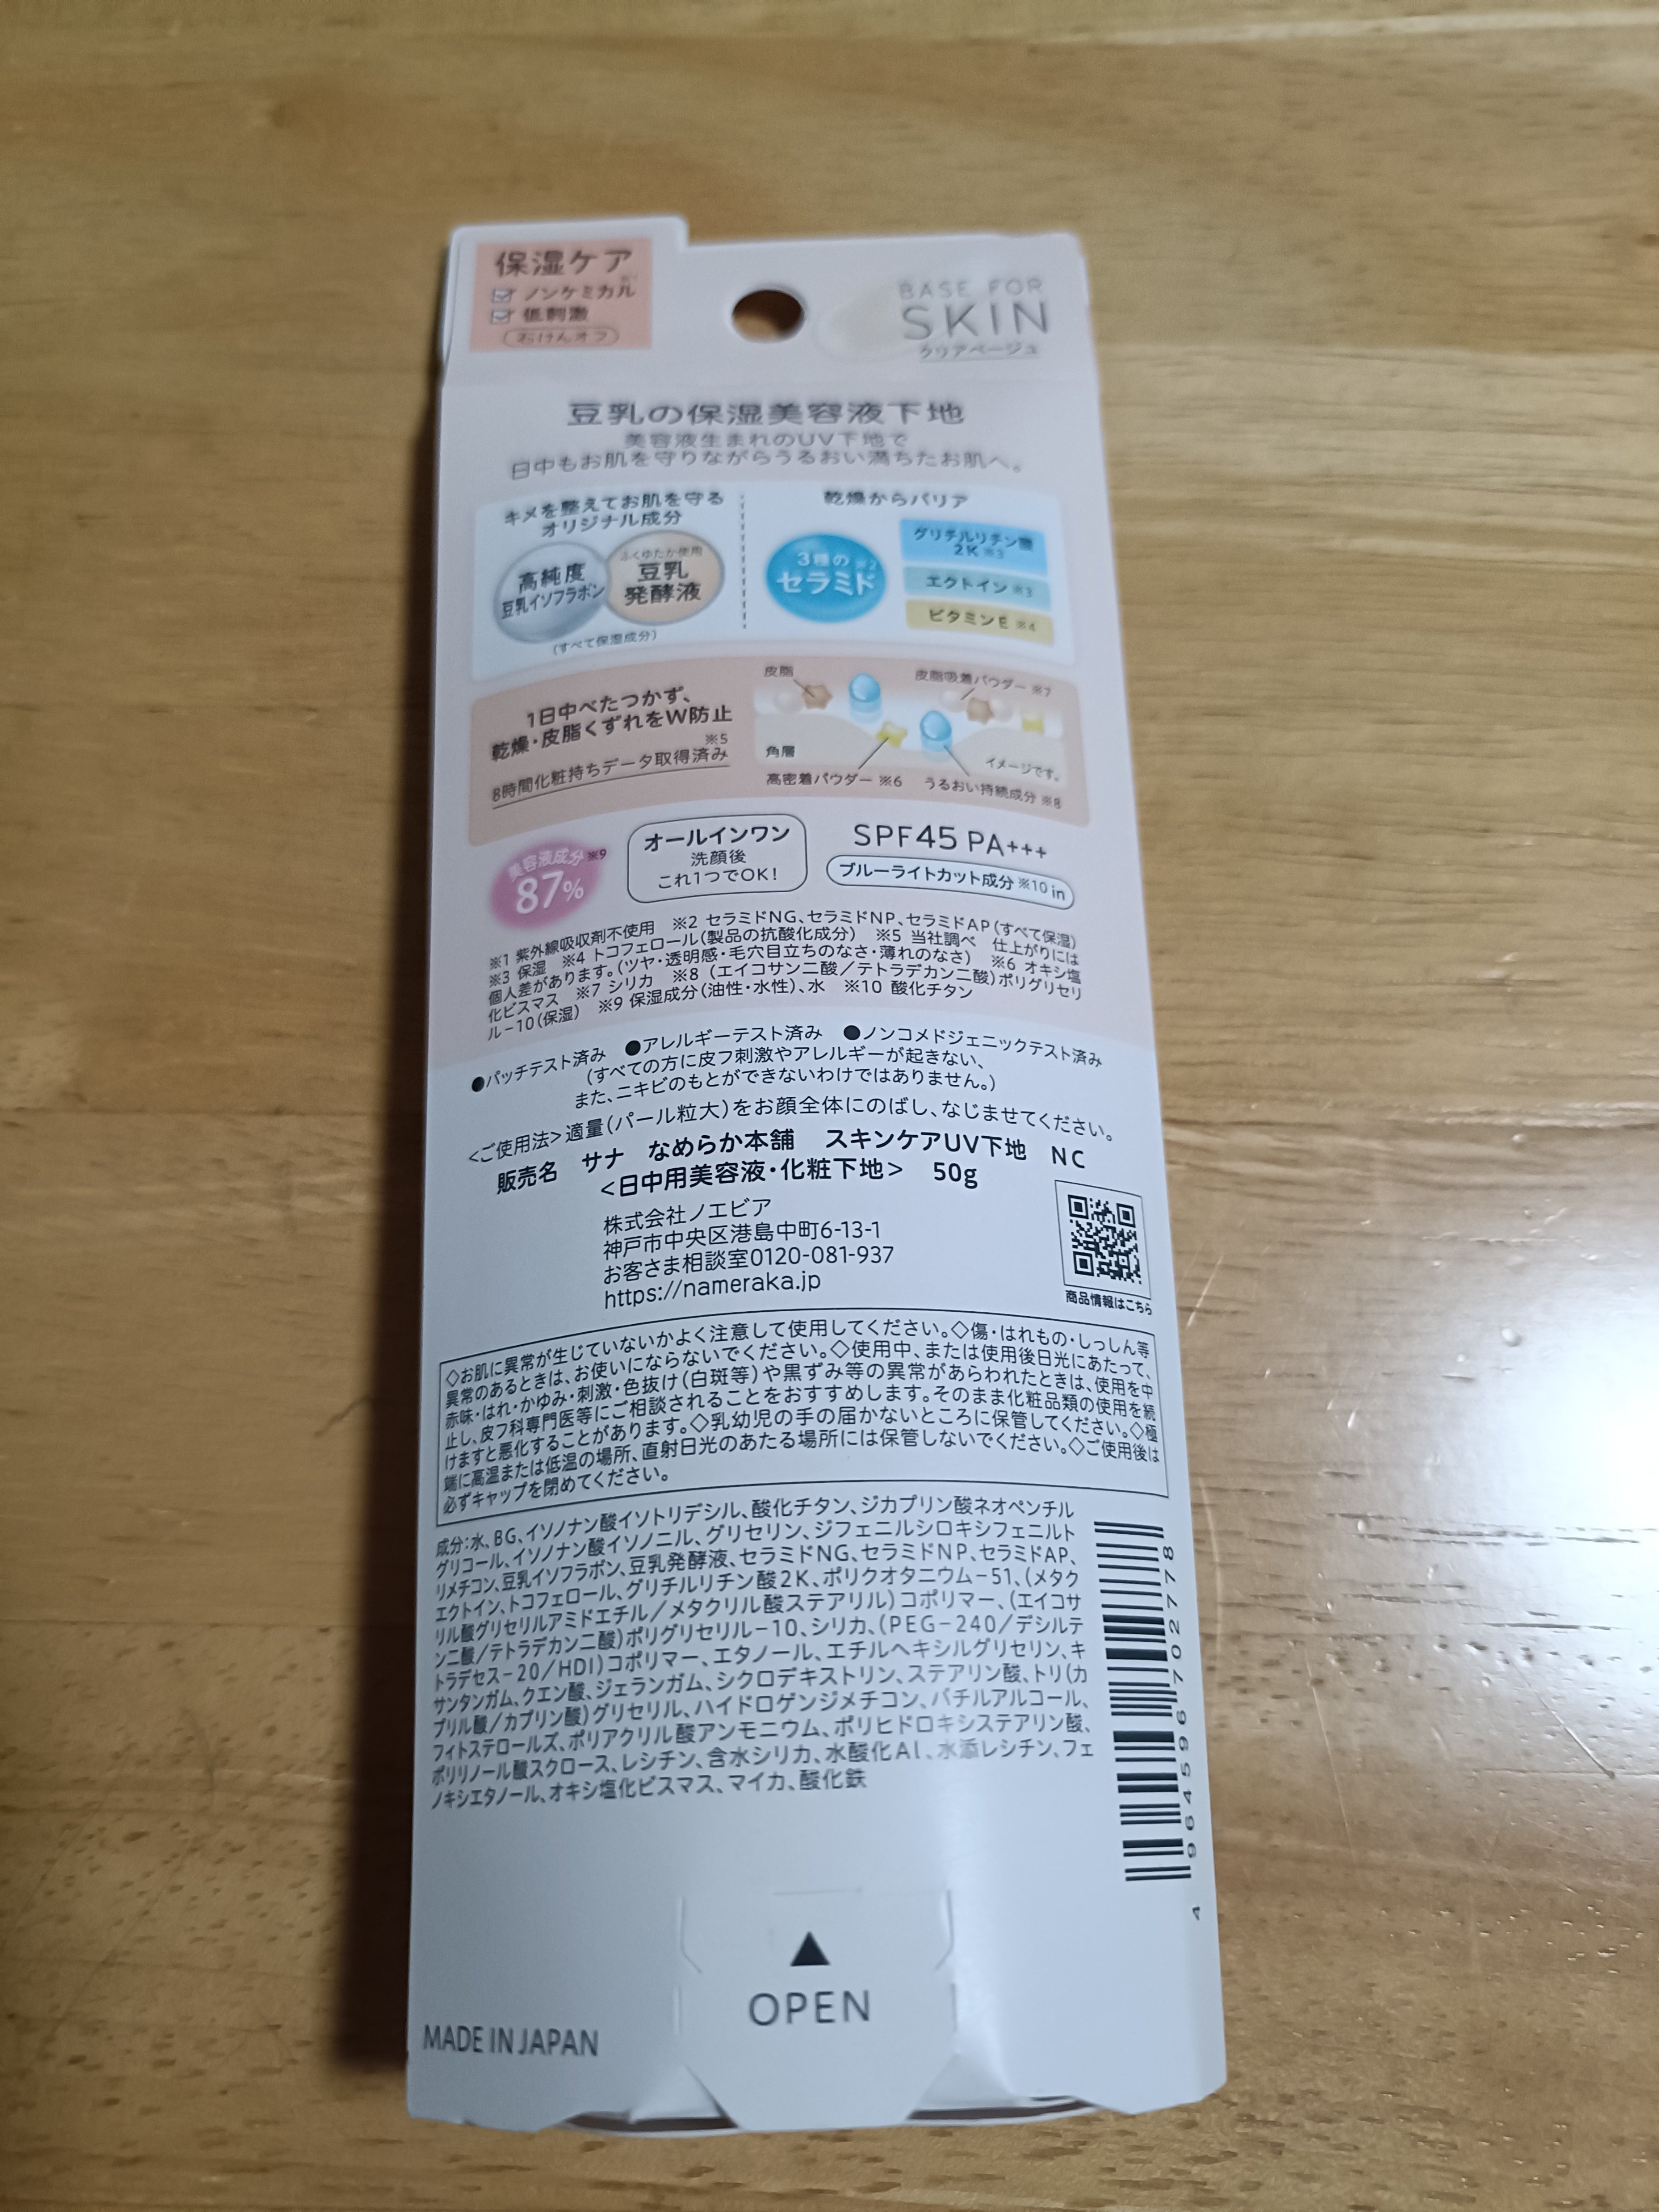 保湿ケア
ノンケミカル※1
低刺激
石けんオフ
BASE FOR
SKIN
クリアベージュ
豆乳の保湿美容液下地
美容液生まれのUV下地で
日中もお肌を守りながらうるおい満ちたお肌へ。
キメを整えてお肌を守る
オリジナル成分
高純度
豆乳イソフラボン
ふくゆたか使用
豆乳
発酵液
(すべて保湿成分)
乾燥からバリア
3種の※2
セラミド
グリチルリチン酸
2K ※3
エクトイン ※3
ビタミンE ※4
1日中べたつかず、
乾燥・皮脂くずれをW防止
※5
8時間化粧持ちデータ取得済み
皮脂
皮脂吸着パウダー ※7
角層
イメージです。
高密着パウダー ※6
うるおい持続成分 ※8
美容液成分※9
87%
オールインワン
洗顔後
これ1つでOK!
SPF45 PA+++
ブルーライトカット成分※10 in
※1 紫外線吸収剤不使用 ※2 セラミドNG、セラミドNP、セラミドAP(すべて保湿)
※3 保湿 ※4 トコフェロール(製品の抗酸化成分) ※5 当社調べ 仕上がりには
個人差があります。(ツヤ・透明感・毛穴目立ちのなさ・薄れのなさ) ※6 オキシ塩
化ビスマス ※7 シリカ ※8 (エイコサン二酸/テトラデカン二酸)ポリグリセリ
ル-10(保湿) ※9 保湿成分(油性・水性)、水 ※10 酸化チタン
●パッチテスト済み ●アレルギーテスト済み ●ノンコメドジェニックテスト済み
(すべての方に皮フ刺激やアレルギーが起きない、
また、ニキビのもとができないわけではありません。)
<ご使用法>適量(パール粒大)をお顔全体にのばし、なじませてください。
販売名 サナ なめらか本舗 スキンケアUV下地 NC
<日中用美容液・化粧下地> 50g
株式会社ノエビア
神戸市中央区港島中町6-13-1
お客さま相談室0120-081-937
https://nameraka.jp
商品情報はこちら
◇お肌に異常が生じていないかよく注意して使用してください。◇傷・はれもの・しっしん等
異常のあるときは、お使いにならないでください。◇使用中、または使用後日光にあたって、
赤味・はれ・かゆみ・刺激・色抜け(白斑等)や黒ずみ等の異常があらわれたときは、使用を中
止し、皮フ科専門医等にご相談されることをおすすめします。そのまま化粧品類の使用を続
けますと悪化することがあります。◇乳幼児の手の届かないところに保管してください。◇極
端に高温または低温の場所、直射日光のあたる場所には保管しないでください。◇ご使用後は
必ずキャップを閉めてください。
成分:水、BG、イソノナン酸イソトリデシル、酸化チタン、ジカプリン酸ネオペンチル
グリコール、イソノナン酸イソノニル、グリセリン、ジフェニルシロキシフェニルト
リメチコン、豆乳イソフラボン、豆乳発酵液、セラミドNG、セラミドNP、セラミドAP、
エクトイン、トコフェロール、グリチルリチン酸2K、ポリクオタニウム-51、(メタク
リル酸グリセリルアミドエチル/メタクリル酸ステアリル)コポリマー、(エイコサ
ン二酸/テトラデカン二酸)ポリグリセリル-10、シリカ、(PEG-240/デシルテ
トラデセス-20/HDI)コポリマー、エタノール、エチルヘキシルグリセリン、キ
サンタンガム、クエン酸、ジェランガム、シクロデキストリン、ステアリン酸、トリ(カ
プリル酸/カプリン酸)グリセリル、ハイドロゲンジメチコン、バチルアルコール、
フィトステロールズ、ポリアクリル酸アンモニウム、ポリヒドロキシステアリン酸、
ポリリノール酸スクロース、レシチン、含水シリカ、水酸化Al、水添レシチン、フェ
ノキシエタノール、オキシ塩化ビスマス、マイカ、酸化鉄
4 964596 702778
OPEN
MADE IN JAPAN